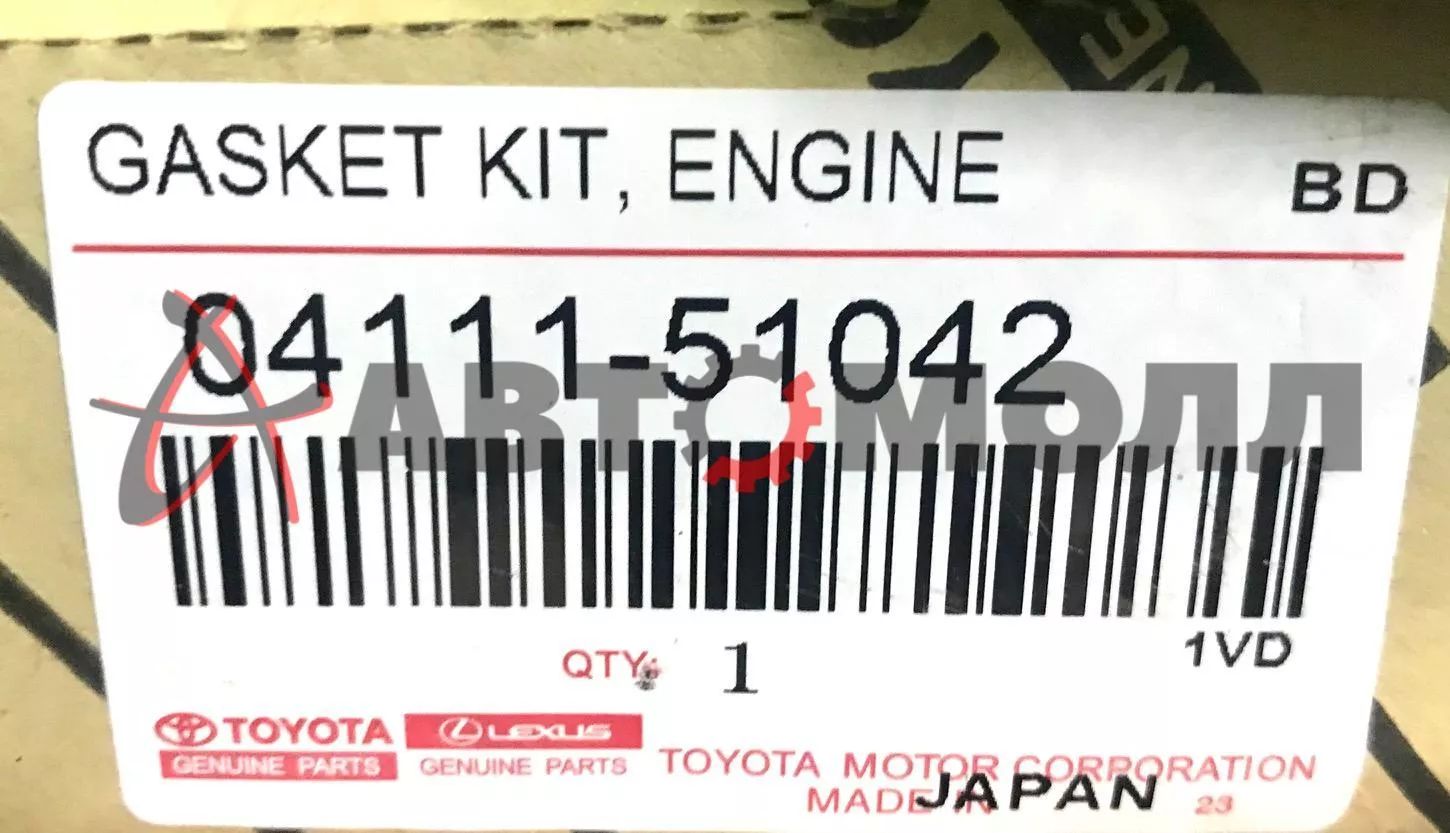 GASKET KIT, ENGINE
BD
04111-51042
АВТОМОЛЛ
1VD
QTY: 1
TOYOTA
GENUINE PARTS
LEXUS
GENUINE PARTS
TOYOTA MOTOR CORPORATION
MADE IN JAPAN 23